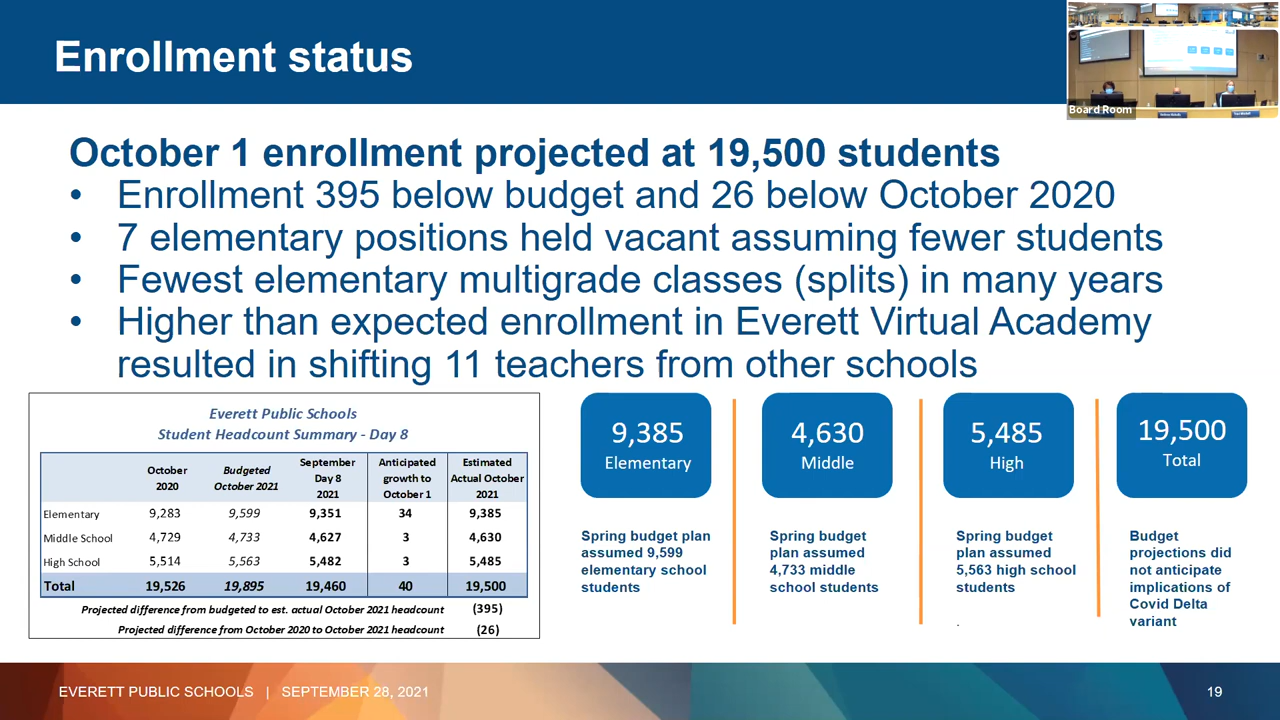 Enrollment status
Board Room
October 1 enrollment projected at 19,500 students
• Enrollment 395 below budget and 26 below October 2020
• 7 elementary positions held vacant assuming fewer students
• Fewest elementary multigrade classes (splits) in many years
• Higher than expected enrollment in Everett Virtual Academy
resulted in shifting 11 teachers from other schools
Everett Public Schools
Student Headcount Summary - Day 8
October 2020 Budgeted October 2021 September Day 8 2021 Anticipated growth to October 1 Estimated Actual October 2021
Elementary 9,283 9,599 9,351 34 9,385
Middle School 4,729 4,733 4,627 3 4,630
High School 5,514 5,563 5,482 3 5,485
Total 19,526 19,895 19,460 40 19,500
Projected difference from budgeted to est. actual October 2021 headcount (395)
Projected difference from October 2020 to October 2021 headcount (26)
9,385
Elementary
Spring budget plan
assumed 9,599
elementary school
students
4,630
Middle
Spring budget
plan assumed
4,733 middle
school students
5,485
High
Spring budget
plan assumed
5,563 high school
students
.
19,500
Total
Budget
projections did
not anticipate
implications of
Covid Delta
variant
EVERETT PUBLIC SCHOOLS | SEPTEMBER 28, 2021
19